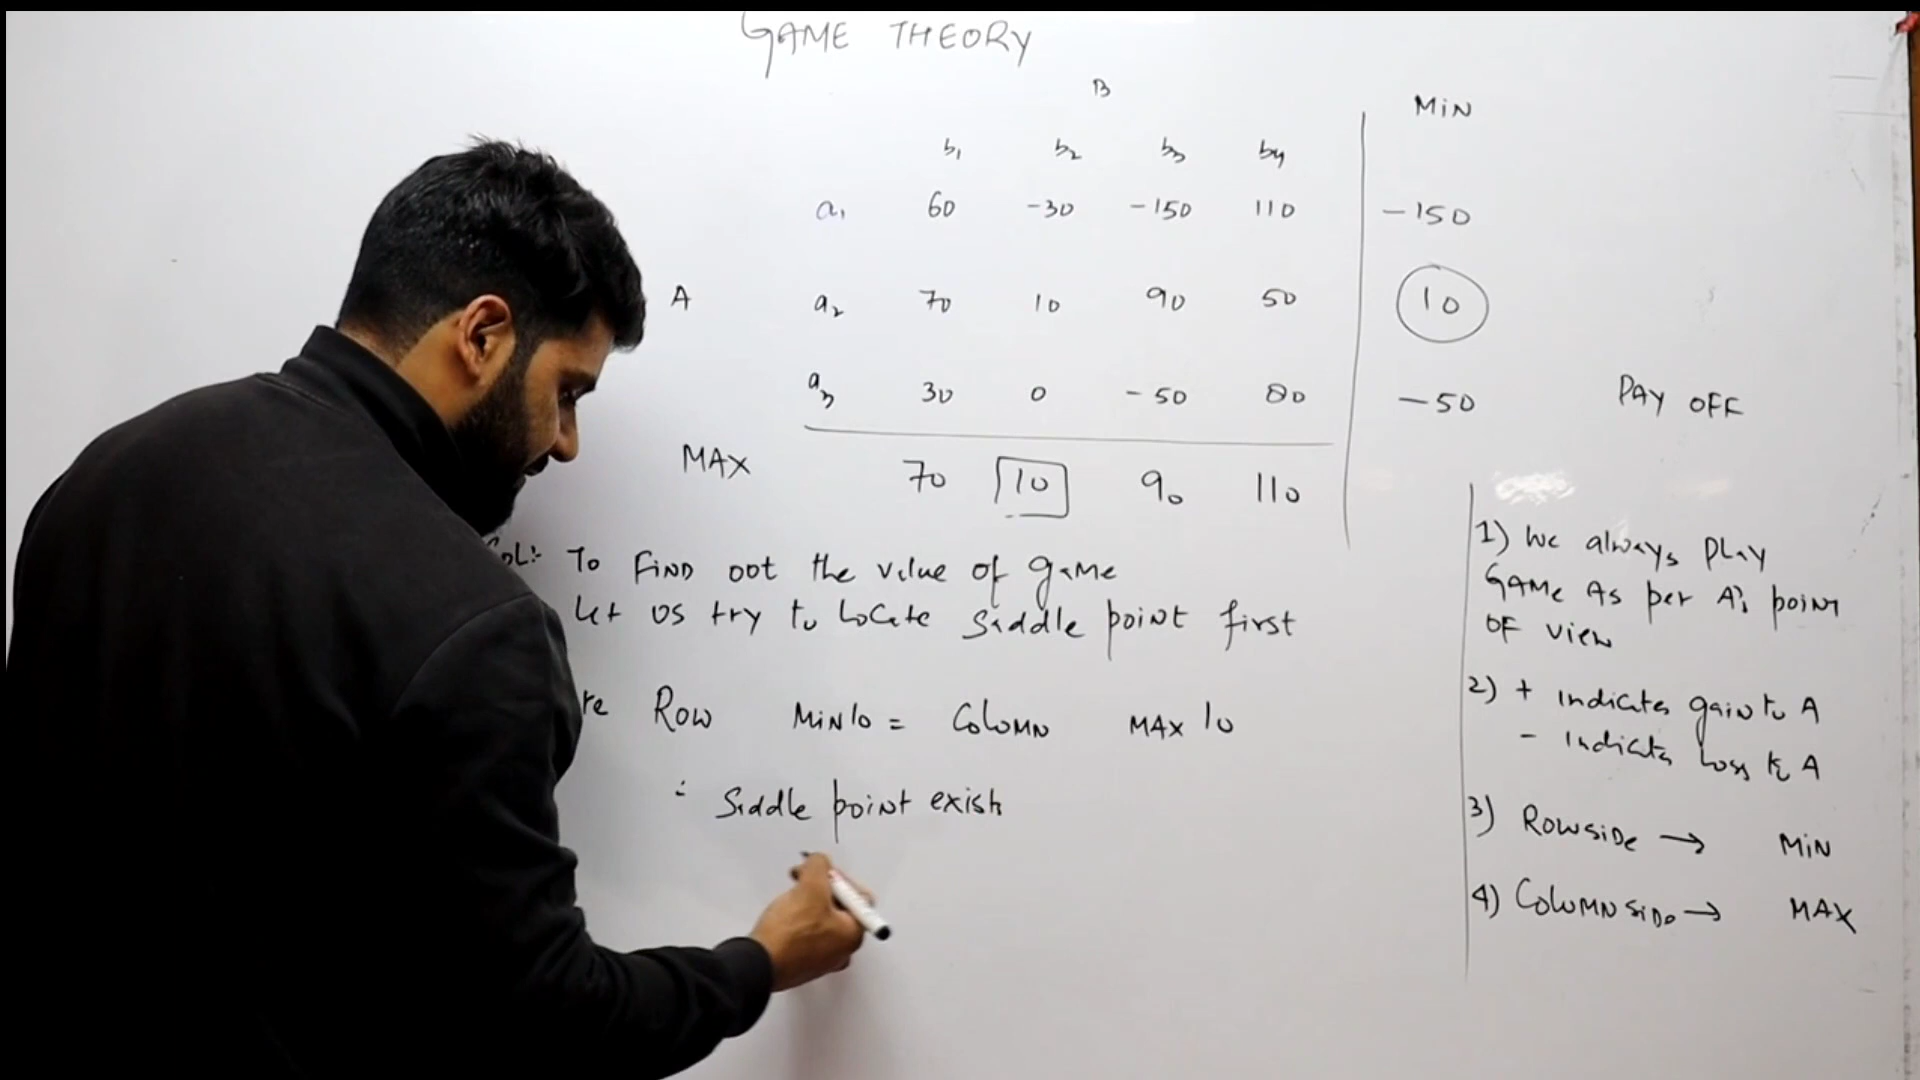 GAME THEORY
B
MiN
b1 b2 b3 b4
a1 60 -30 -150 110 -150
A a2 70 10 90 50 10
a3 30 0 -50 80 -50
PAY OFF
MAX 70 10 90 110
SOL:- To FiND oot the value of game
Let us try to Locate Saddle point first
Row MiN 10 = Column MAX 10
∴ Saddle point exists
1) We always play
GAMe As per A's point
OF view
2) + indicates gain to A
- Indicates Loss to A
3) Rowside → MiN
4) Column side → MAX